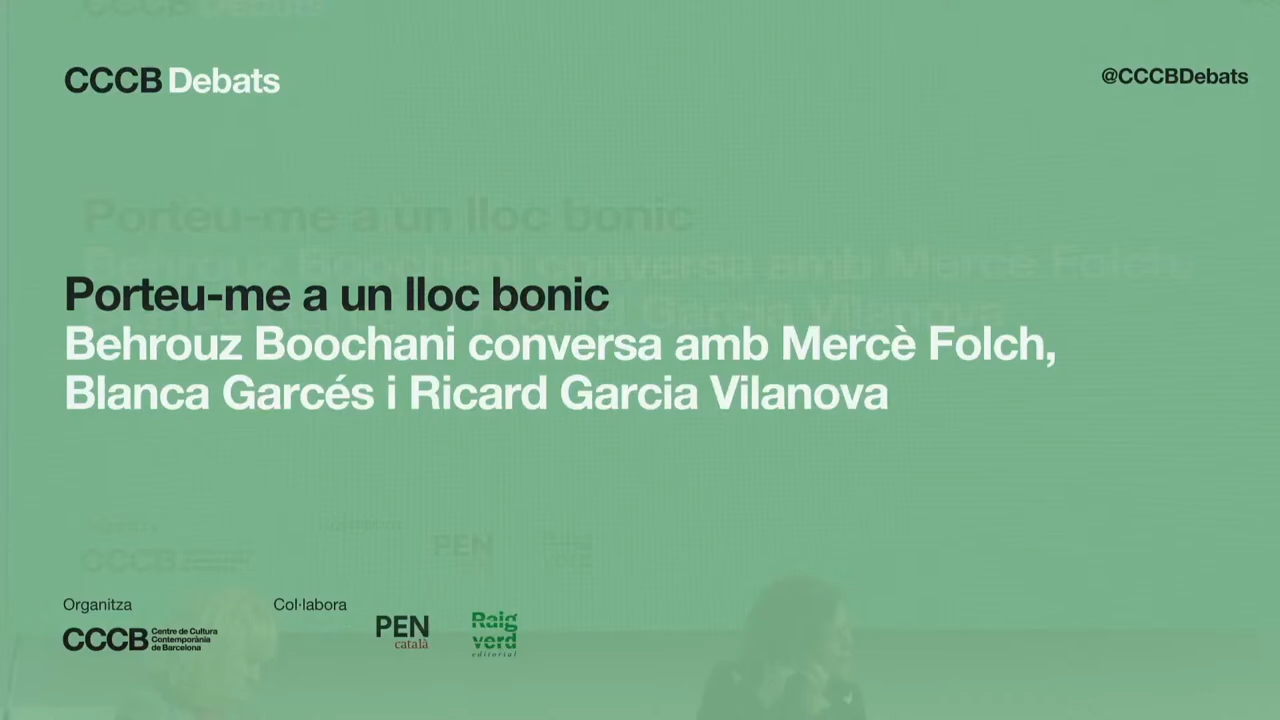 CCCB Debats
@CCCBDebats
Porteu-me a un lloc bonic
Behrouz Boochani conversa amb Mercè Folch,
Blanca Garcés i Ricard Garcia Vilanova
Organitza
Col·labora
CCCB Centre de Cultura
Contemporània
de Barcelona
PEN
català
Raig
verd
editorial